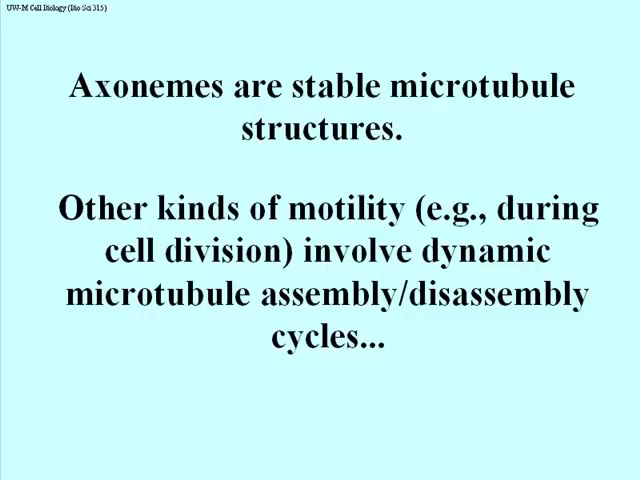 UW-M Cell Biology (Bio Sci 315)
Axonemes are stable microtubule
structures.
Other kinds of motility (e.g., during
cell division) involve dynamic
microtubule assembly/disassembly
cycles...